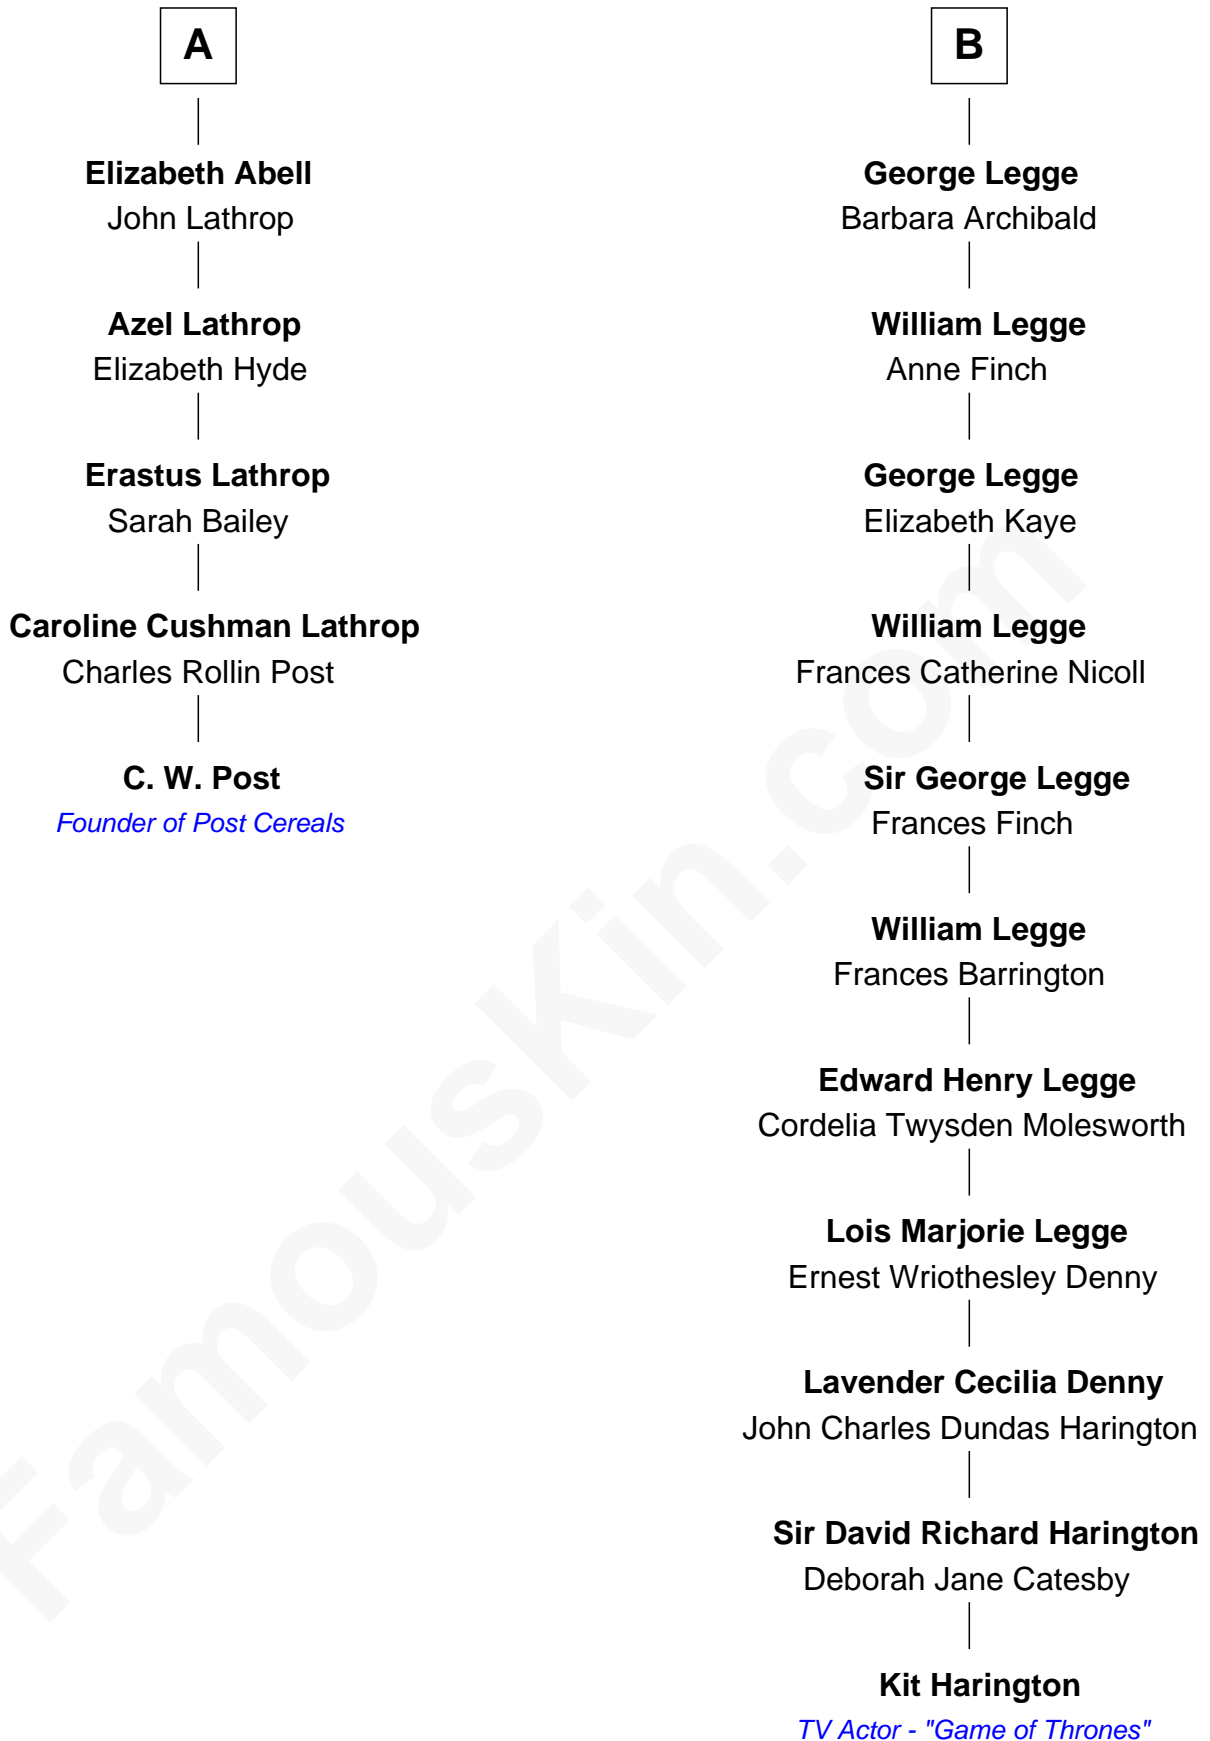 A
Elizabeth Abell
John Lathrop
Azel Lathrop
Elizabeth Hyde
Erastus Lathrop
Sarah Bailey
Caroline Cushman Lathrop
Charles Rollin Post
C. W. Post
Founder of Post Cereals
B
George Legge
Barbara Archibald
William Legge
Anne Finch
George Legge
Elizabeth Kaye
William Legge
Frances Catherine Nicoll
Sir George Legge
Frances Finch
William Legge
Frances Barrington
Edward Henry Legge
Cordelia Twysden Molesworth
Lois Marjorie Legge
Ernest Wriothesley Denny
Lavender Cecilia Denny
John Charles Dundas Harington
Sir David Richard Harington
Deborah Jane Catesby
Kit Harington
TV Actor - "Game of Thrones"
FamousKin.com